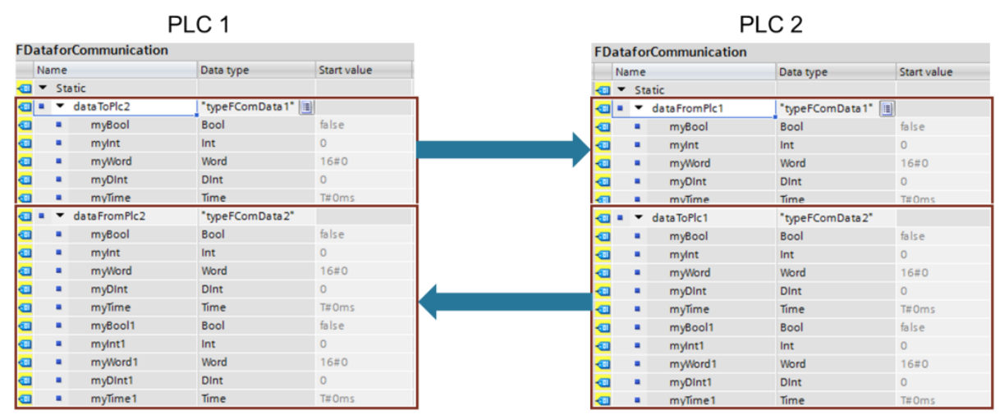 PLC 1
FDataforCommunication
Name Data type Start value
Static
dataToPlc2 "typeFComData1"
myBool Bool false
myInt Int 0
myWord Word 16#0
myDInt DInt 0
myTime Time T#0ms
dataFromPlc2 "typeFComData2"
myBool Bool false
myInt Int 0
myWord Word 16#0
myDInt DInt 0
myTime Time T#0ms
myBool1 Bool false
myInt1 Int 0
myWord1 Word 16#0
myDInt1 DInt 0
myTime1 Time T#0ms
PLC 2
FDataforCommunication
Name Data type Start value
Static
dataFromPlc1 "typeFComData1"
myBool Bool false
myInt Int 0
myWord Word 16#0
myDInt DInt 0
myTime Time T#0ms
dataToPlc1 "typeFComData2"
myBool Bool false
myInt Int 0
myWord Word 16#0
myDInt DInt 0
myTime Time T#0ms
myBool1 Bool false
myInt1 Int 0
myWord1 Word 16#0
myDInt1 DInt 0
myTime1 Time T#0ms